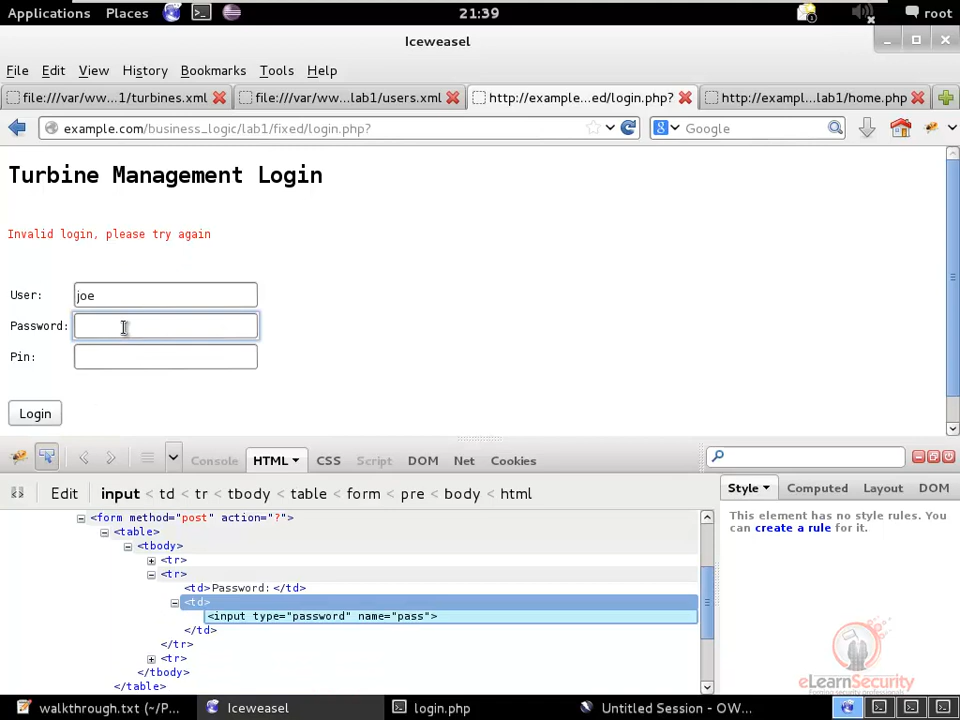 Applications Places 21:39 root
Iceweasel
File Edit View History Bookmarks Tools Help
file:///var/ww...1/turbines.xml file:///var/ww...lab1/users.xml http://example...ed/login.php? http://exampl...lab1/home.php
example.com/business_logic/lab1/fixed/login.php? Google
Turbine Management Login
Invalid login, please try again
User: joe
Password:
Pin:
Login
Console HTML CSS Script DOM Net Cookies
Edit input < td < tr < tbody < table < form < pre < body < html
Style Computed Layout DOM
<form method="post" action="?">
<table>
<tbody>
<tr>
<tr>
<td>Password: </td>
<td>
<input type="password" name="pass">
</td>
</tr>
<tr>
</tbody>
</table>
This element has no style rules. You
can create a rule for it.
eLearnSecurity
Forging security professionals
walkthrough.txt (~/P... Iceweasel login.php Untitled Session - OW...